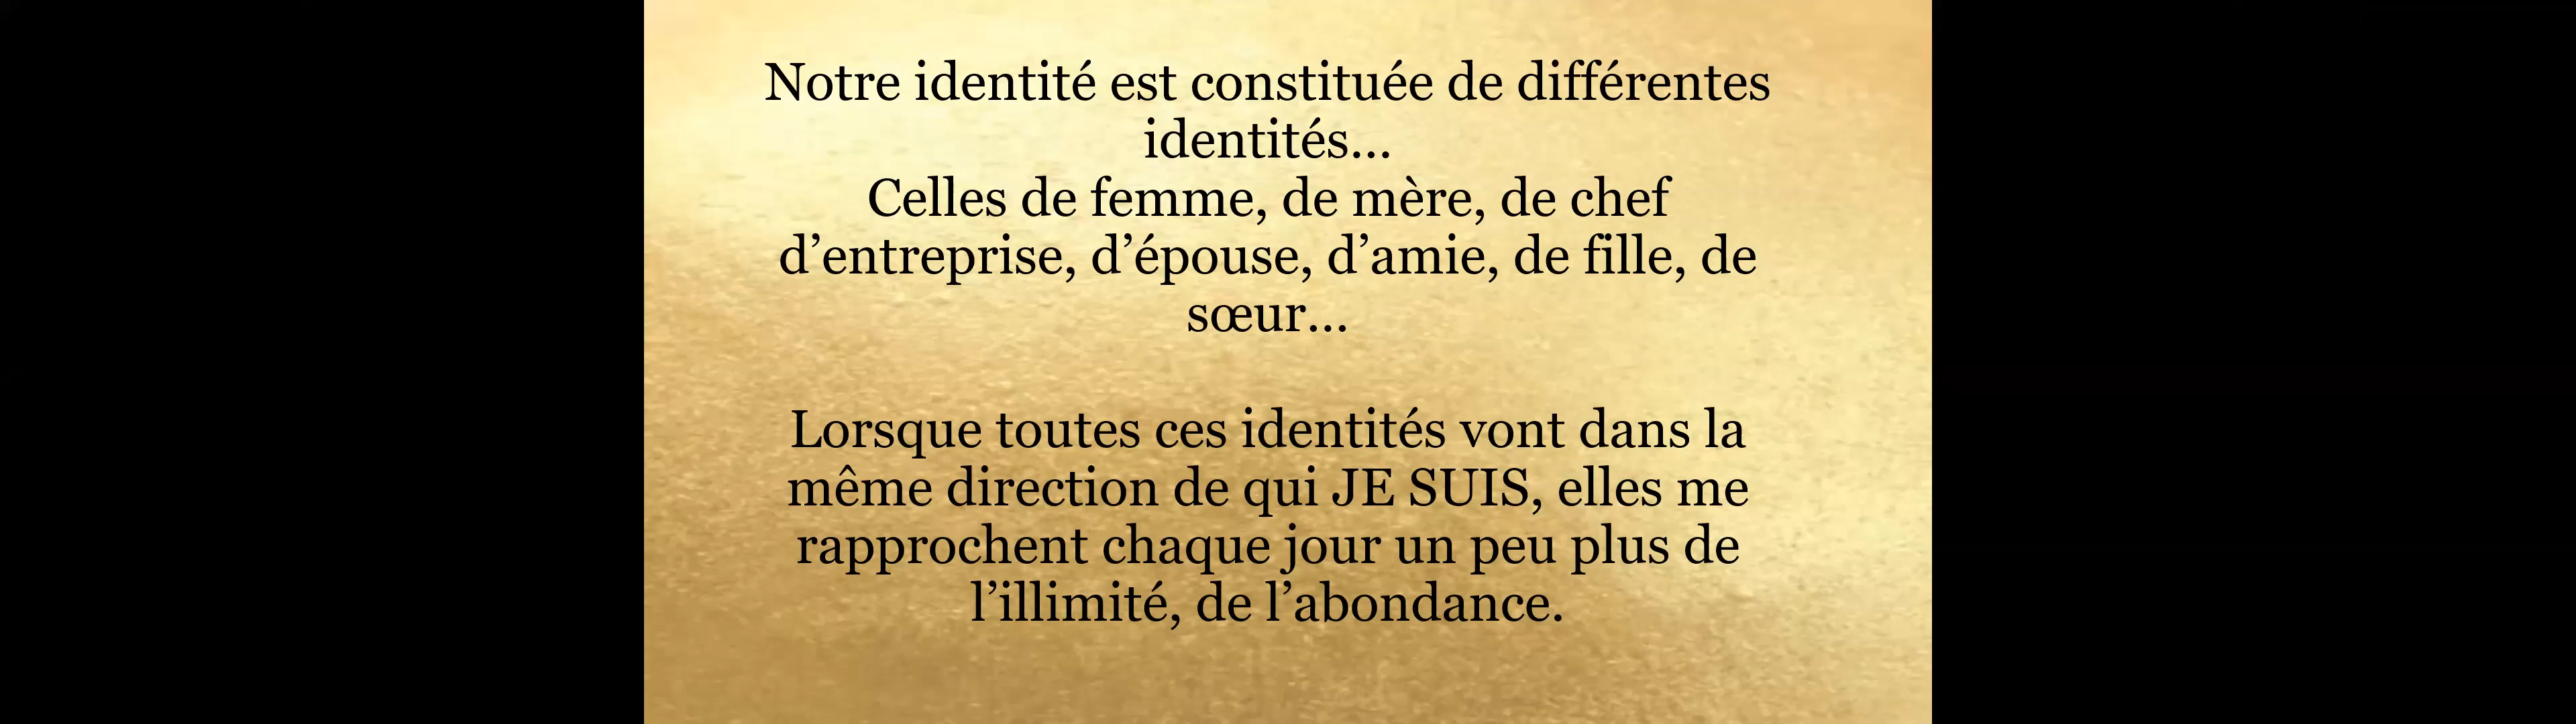 Notre identité est constituée de différentes
identités...
Celles de femme, de mère, de chef
d’entreprise, d’épouse, d’amie, de fille, de
sœur...
Lorsque toutes ces identités vont dans la
même direction de qui JE SUIS, elles me
rapprochent chaque jour un peu plus de
l’illimité, de l’abondance.